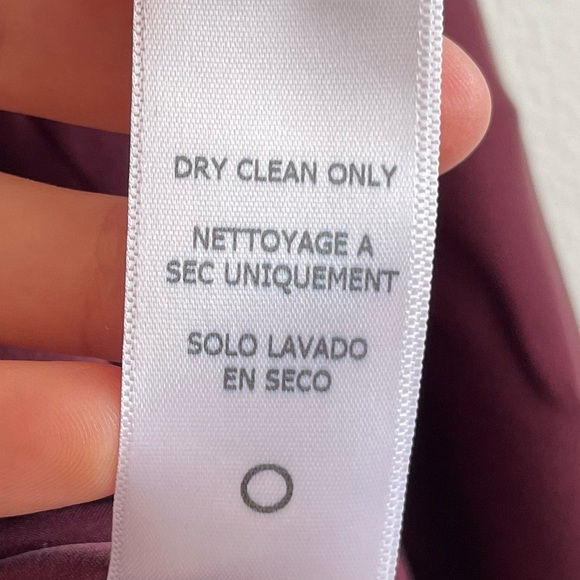 DRY CLEAN ONLY
NETTOYAGE A
SEC UNIQUEMENT
SOLO LAVADO
EN SECO